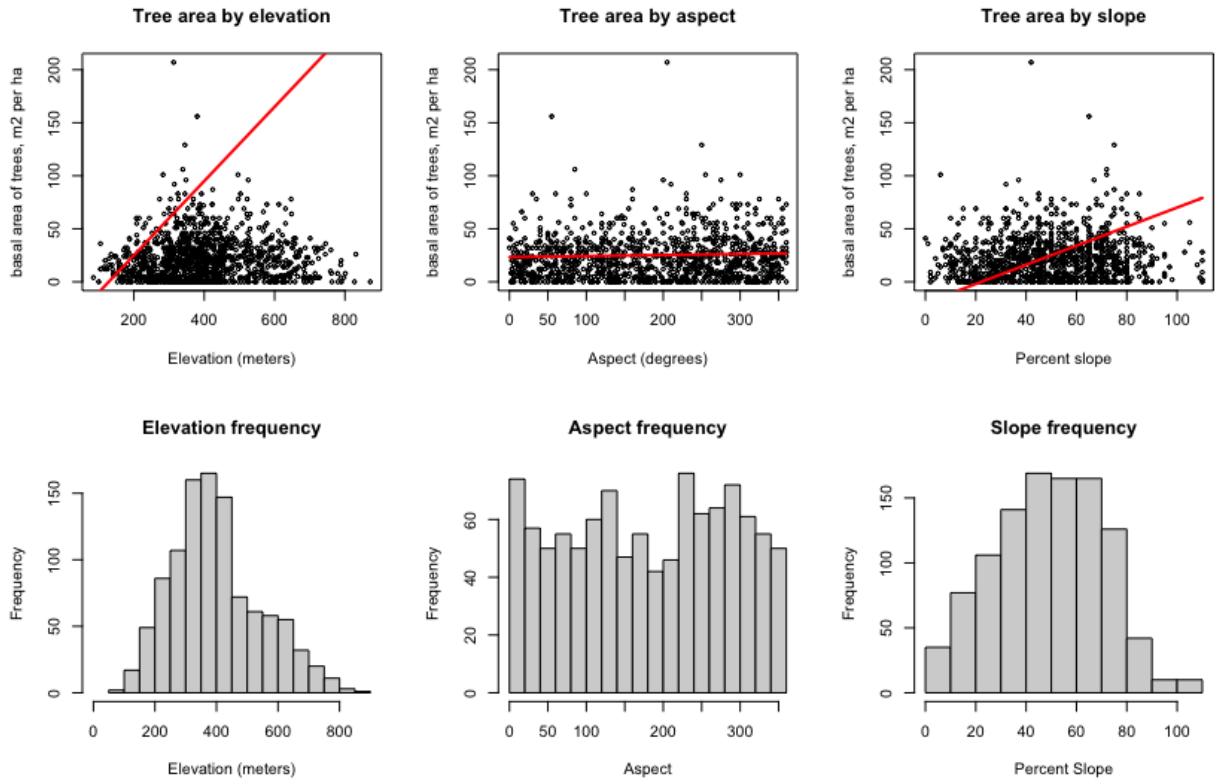 Tree area by elevation
basal area of trees, m2 per ha
0 50 100 150 200
200 400 600 800
Elevation (meters)
Tree area by aspect
basal area of trees, m2 per ha
0 50 100 150 200
0 50 100 200 300
Aspect (degrees)
Tree area by slope
basal area of trees, m2 per ha
0 50 100 150 200
0 20 40 60 80 100
Percent slope
Elevation frequency
Frequency
0 50 100 150
0 200 400 600 800
Elevation (meters)
Aspect frequency
Frequency
0 20 40 60
0 50 100 200 300
Aspect
Slope frequency
Frequency
0 50 100 150
0 20 40 60 80 100
Percent Slope